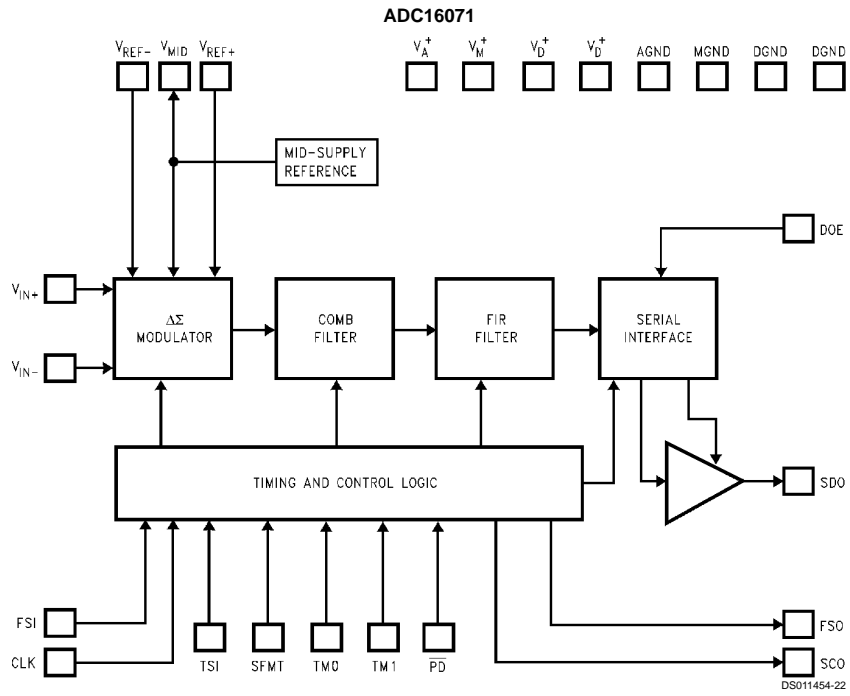 ADC16071
VREF- VMID VREF+ VA+ VM+ VD+ VD+ AGND MGND DGND DGND
MID-SUPPLY
REFERENCE
DOE
VIN+
ΔΣ
MODULATOR
COMB
FILTER
FIR
FILTER
SERIAL
INTERFACE
VIN-
TIMING AND CONTROL LOGIC
SDO
FSI
FSO
CLK
TSI SFMT TM0 TM1 PD
SCO
DS011454-22